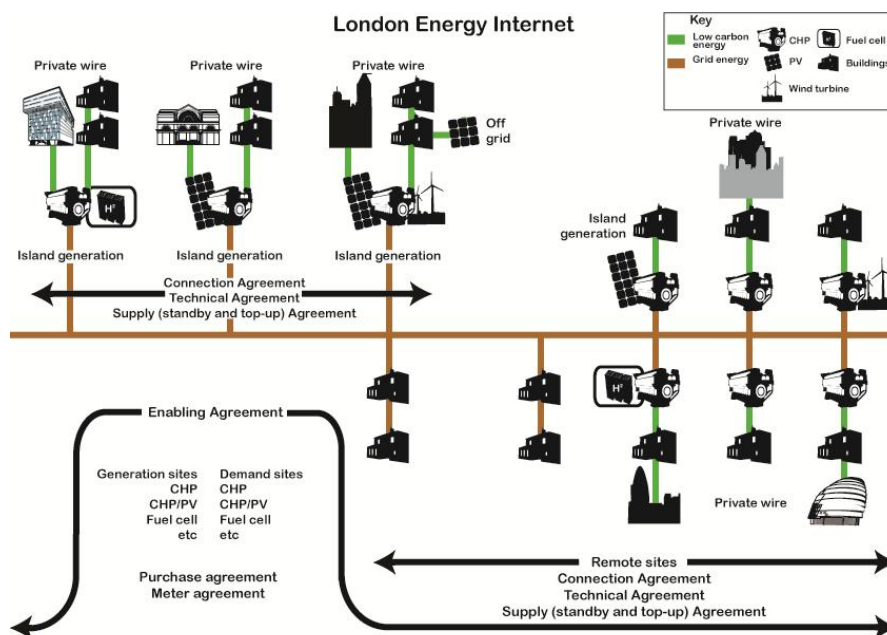 London Energy Internet
Key
Low carbon
energy
Grid energy
CHP
PV
Wind turbine
Fuel cell
Buildings
H²
Private wire
Private wire
Private wire
Off
grid
H²
Island generation
Island generation
Island generation
Connection Agreement
Technical Agreement
Supply (standby and top-up) Agreement
Private wire
Island
generation
H²
Private wire
Enabling Agreement
Generation sites
CHP
CHP/PV
Fuel cell
etc
Demand sites
CHP
CHP/PV
Fuel cell
etc
Purchase agreement
Meter agreement
Remote sites
Connection Agreement
Technical Agreement
Supply (standby and top-up) Agreement